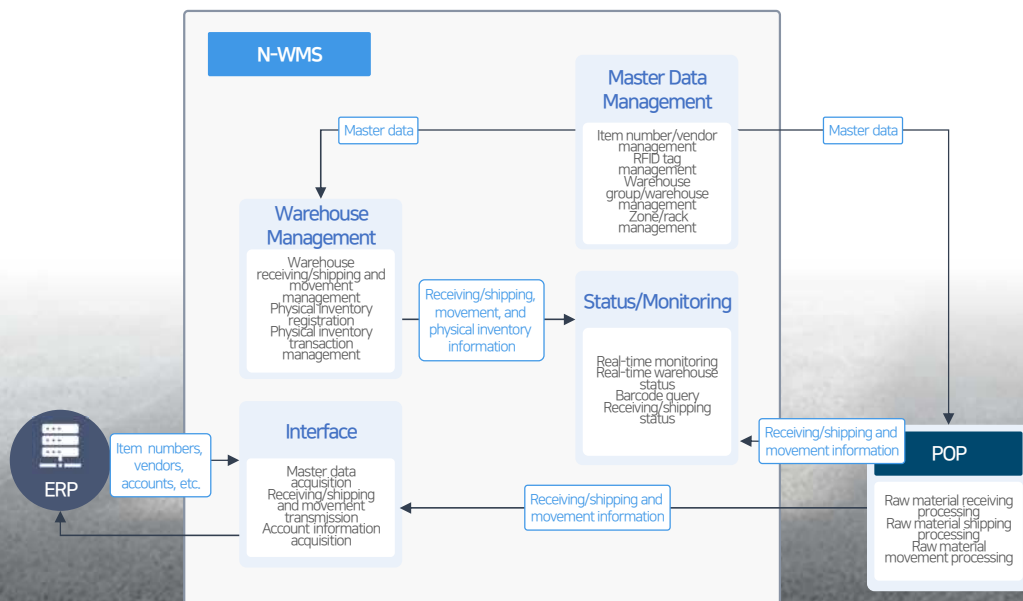 N-WMS
Master Data
Management
Item number/vendor
management
RFID tag
management
Warehouse
group/warehouse
management
Zone/rack
management
Master data
Master data
Warehouse
Management
Warehouse
receiving/shipping and
movement
management
Physical inventory
registration
Physical inventory
transaction
management
Receiving/shipping,
movement, and
physical inventory
information
Status/Monitoring
Real-time monitoring
Real-time warehouse
status
Barcode query
Receiving/shipping
status
ERP
Item numbers,
vendors,
accounts, etc.
Interface
Master data
acquisition
Receiving/shipping
and movement
transmission
Account information
acquisition
Receiving/shipping and
movement information
Receiving/shipping and
movement information
POP
Raw material receiving
processing
Raw material shipping
processing
Raw material
movement processing